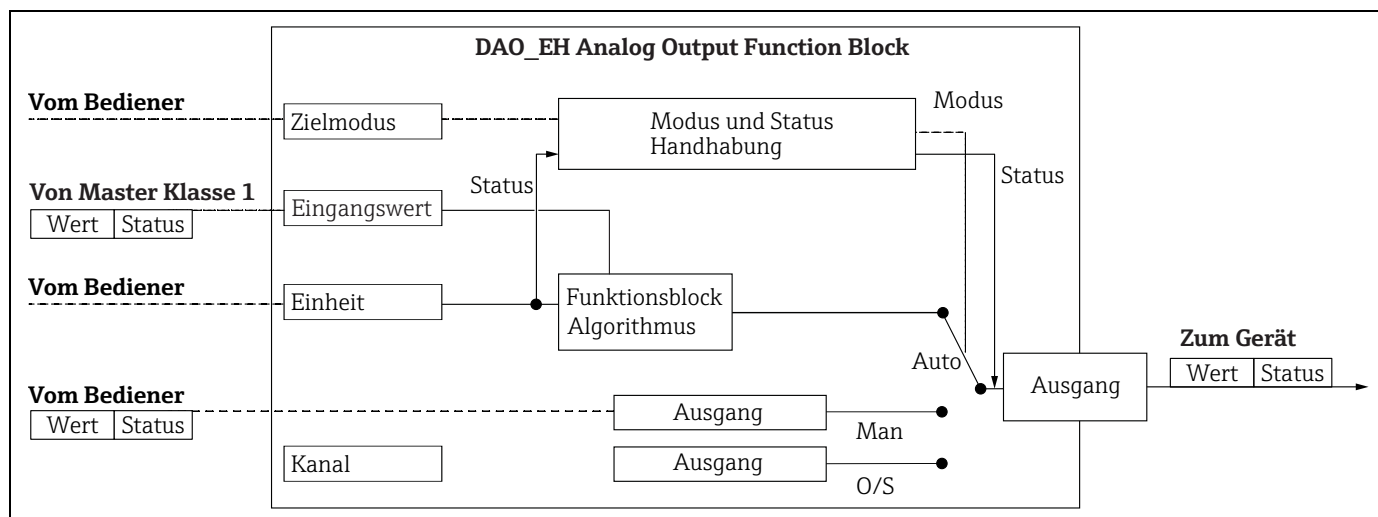 DAO_EH Analog Output Function Block
Vom Bediener
Zielmodus
Modus und Status
Handhabung
Modus
Status
Von Master Klasse 1
Wert Status
Eingangswert
Status
Vom Bediener
Einheit
Funktionsblock
Algorithmus
Auto
Zum Gerät
Wert Status
Ausgang
Vom Bediener
Wert Status
Ausgang
Man
Kanal
Ausgang
O/S